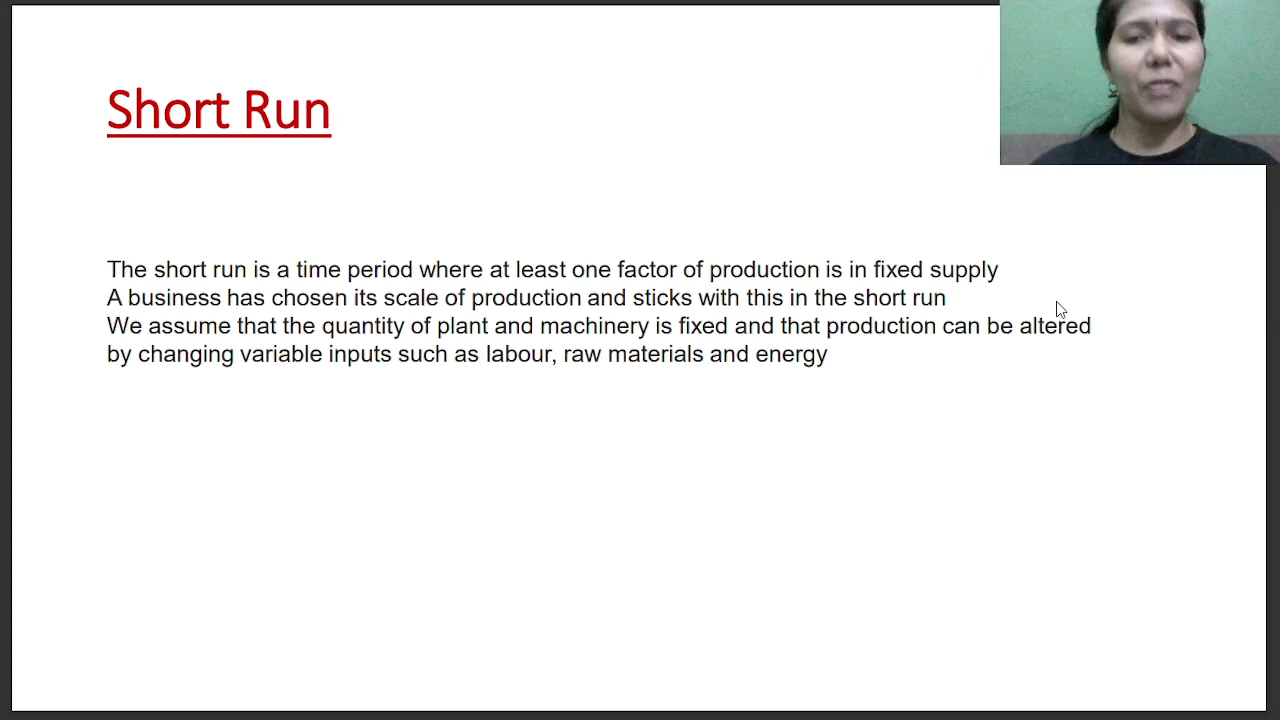 Short Run
The short run is a time period where at least one factor of production is in fixed supply
A business has chosen its scale of production and sticks with this in the short run
We assume that the quantity of plant and machinery is fixed and that production can be altered
by changing variable inputs such as labour, raw materials and energy